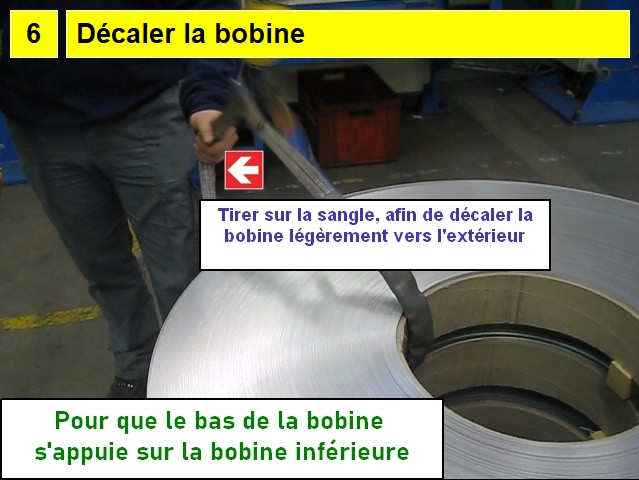 6 Décaler la bobine
Tirer sur la sangle, afin de décaler la
bobine légèrement vers l'extérieur
Pour que le bas de la bobine
s'appuie sur la bobine inférieure